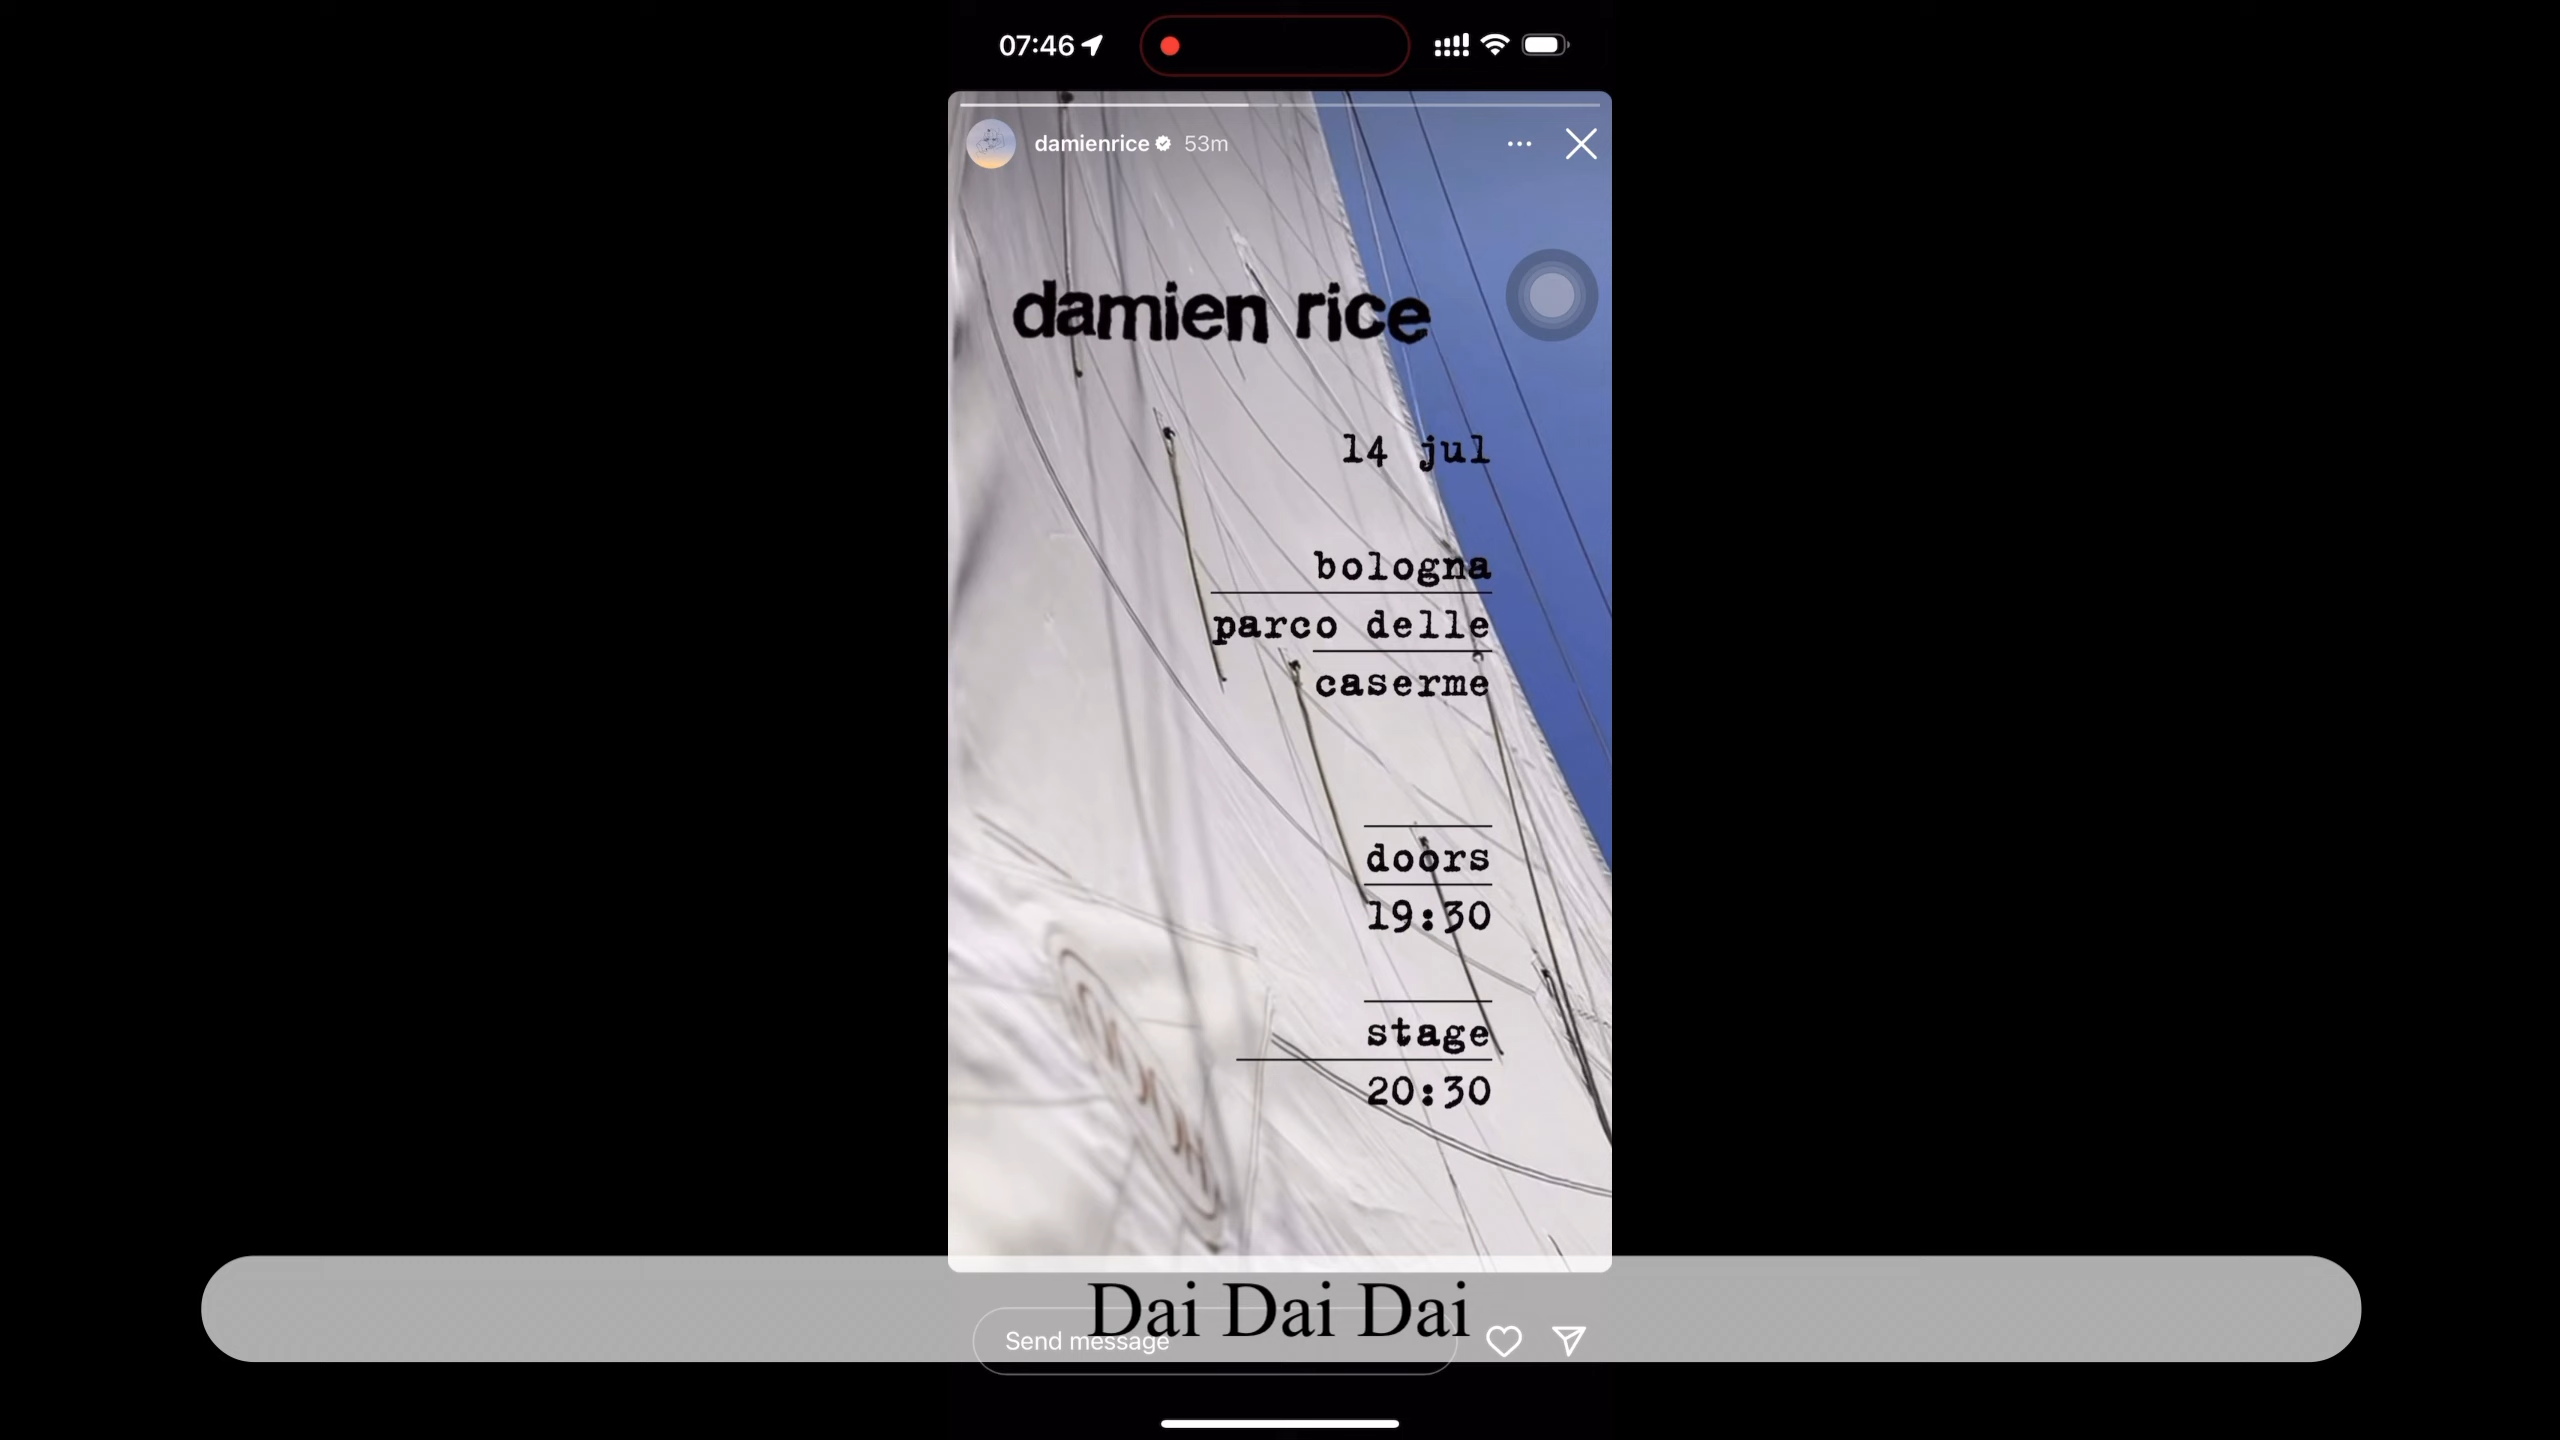 07:46
damienrice 53m
damien rice
14 jul
bologna
parco delle
caserme
doors
19:30
stage
20:30
Dai Dai Dai
Send message